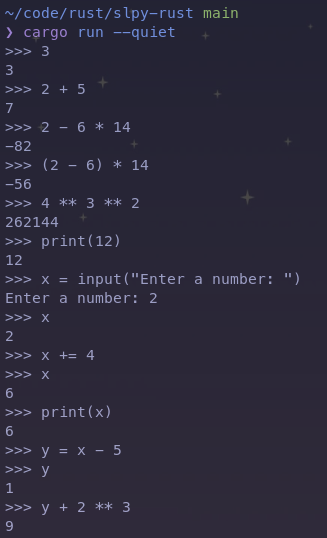 ~/code/rust/slpy-rust main
❯ cargo run --quiet
>>> 3
3
>>> 2 + 5
7
>>> 2 - 6 * 14
-82
>>> (2 - 6) * 14
-56
>>> 4 ** 3 ** 2
262144
>>> print(12)
12
>>> x = input("Enter a number: ")
Enter a number: 2
>>> x
2
>>> x += 4
>>> x
6
>>> print(x)
6
>>> y = x - 5
>>> y
1
>>> y + 2 ** 3
9